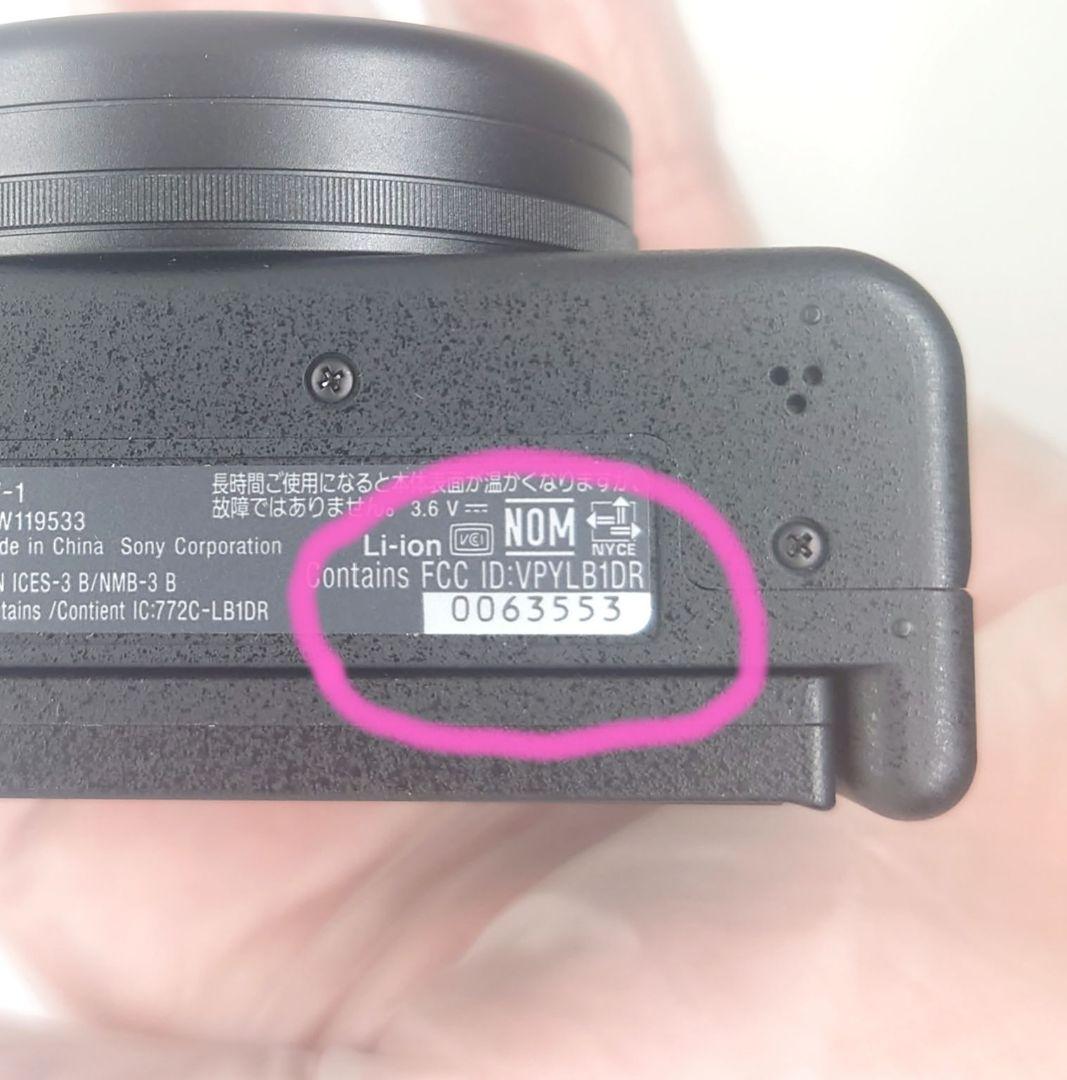 -1
W119533
長時間ご使用になると本体表面が温かくなりますが、
故障ではありません。 3.6 V
de in China Sony Corporation
Li-ion VCCI NOM NYCE
N ICES-3 B/NMB-3 B
Contains FCC ID:VPYLB1DR
tains /Contient IC:772C-LB1DR
0063553